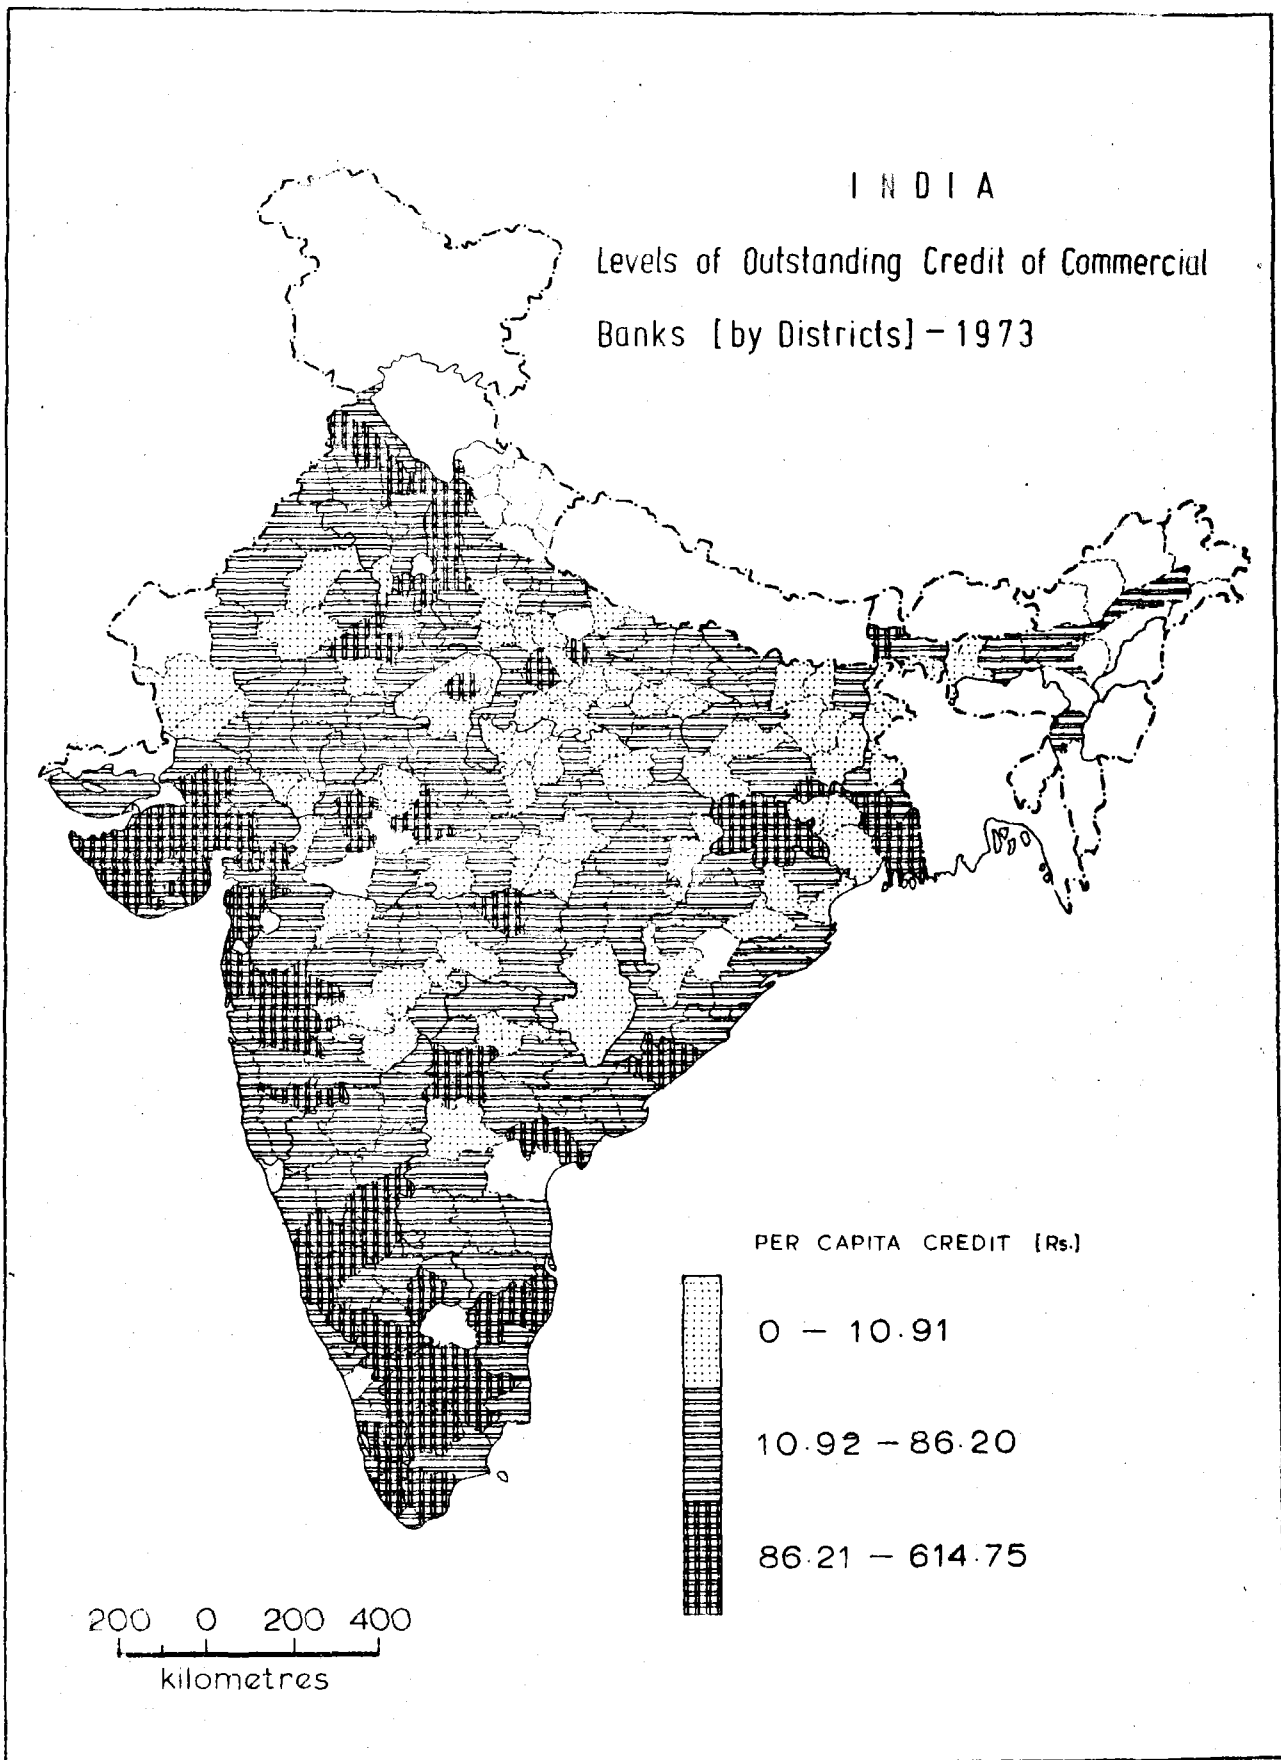 INDIA
Levels of Outstanding Credit of Commercial
Banks [by Districts] – 1973
PER CAPITA CREDIT [Rs.]
0 – 10.91
10.92 – 86.20
86.21 – 614.75
200 0 200 400
kilometres